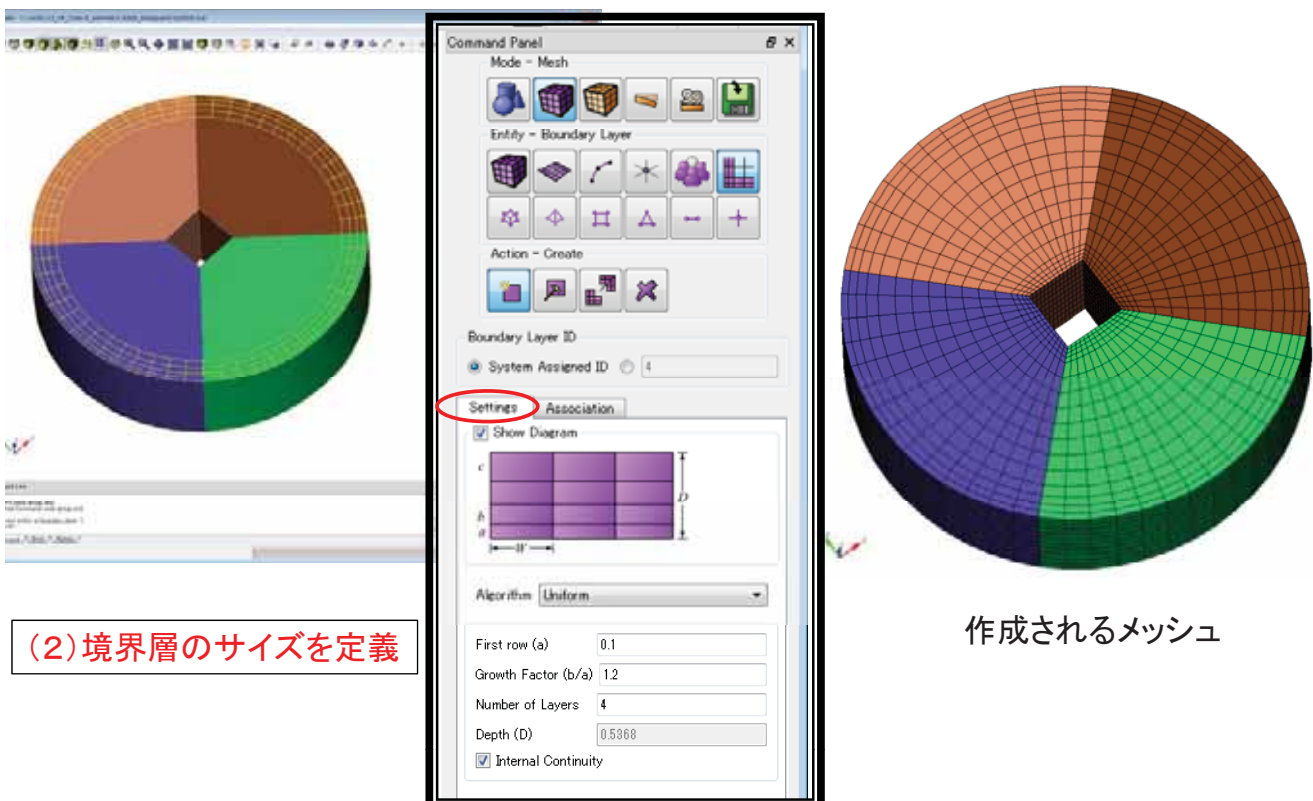 Command Panel
Mode - Mesh
Entity - Boundary Layer
Action - Create
Boundary Layer ID
System Assigned ID
4
Settings
Association
Show Diagram
c
b
a
D
W
Algorithm
Uniform
First row (a)
0.1
Growth Factor (b/a)
1.2
Number of Layers
4
Depth (D)
0.5368
Internal Continuity
(2)境界層のサイズを定義
作成されるメッシュ